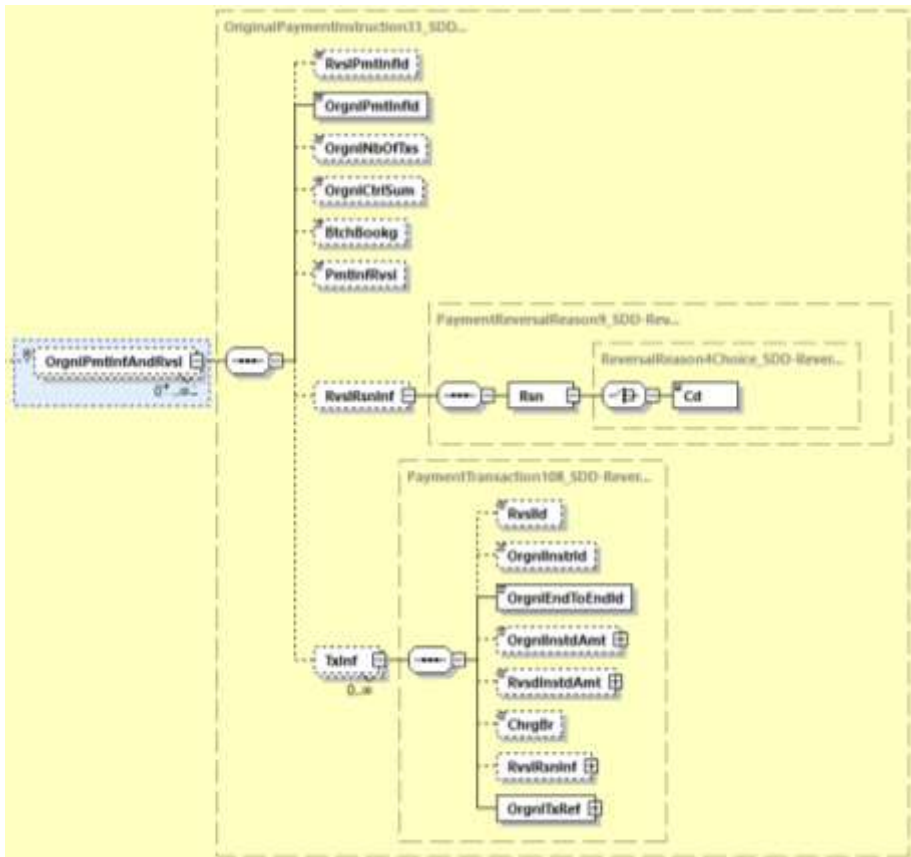 OriginalPaymentInstruction33_SDD...
RvslPmtInfId
OrgnlPmtInfId
OrgnlNbOfTxs
OrgnlCtrlSum
BtchBookg
PmtInfRvsl
PaymentReversalReason9_SDD-Rev...
ReversalReason4Choice_SDD-Rever...
OrgnlPmtInfAndRvsl
0..∞
RvslRsnInf
Rsn
Cd
PaymentTransaction108_SDD-Rever...
RvslId
OrgnlInstrId
OrgnlEndToEndId
OrgnlInstdAmt
TxInf
0..∞
RvsdInstdAmt
ChrgBr
RvslRsnInf
OrgnlTxRef